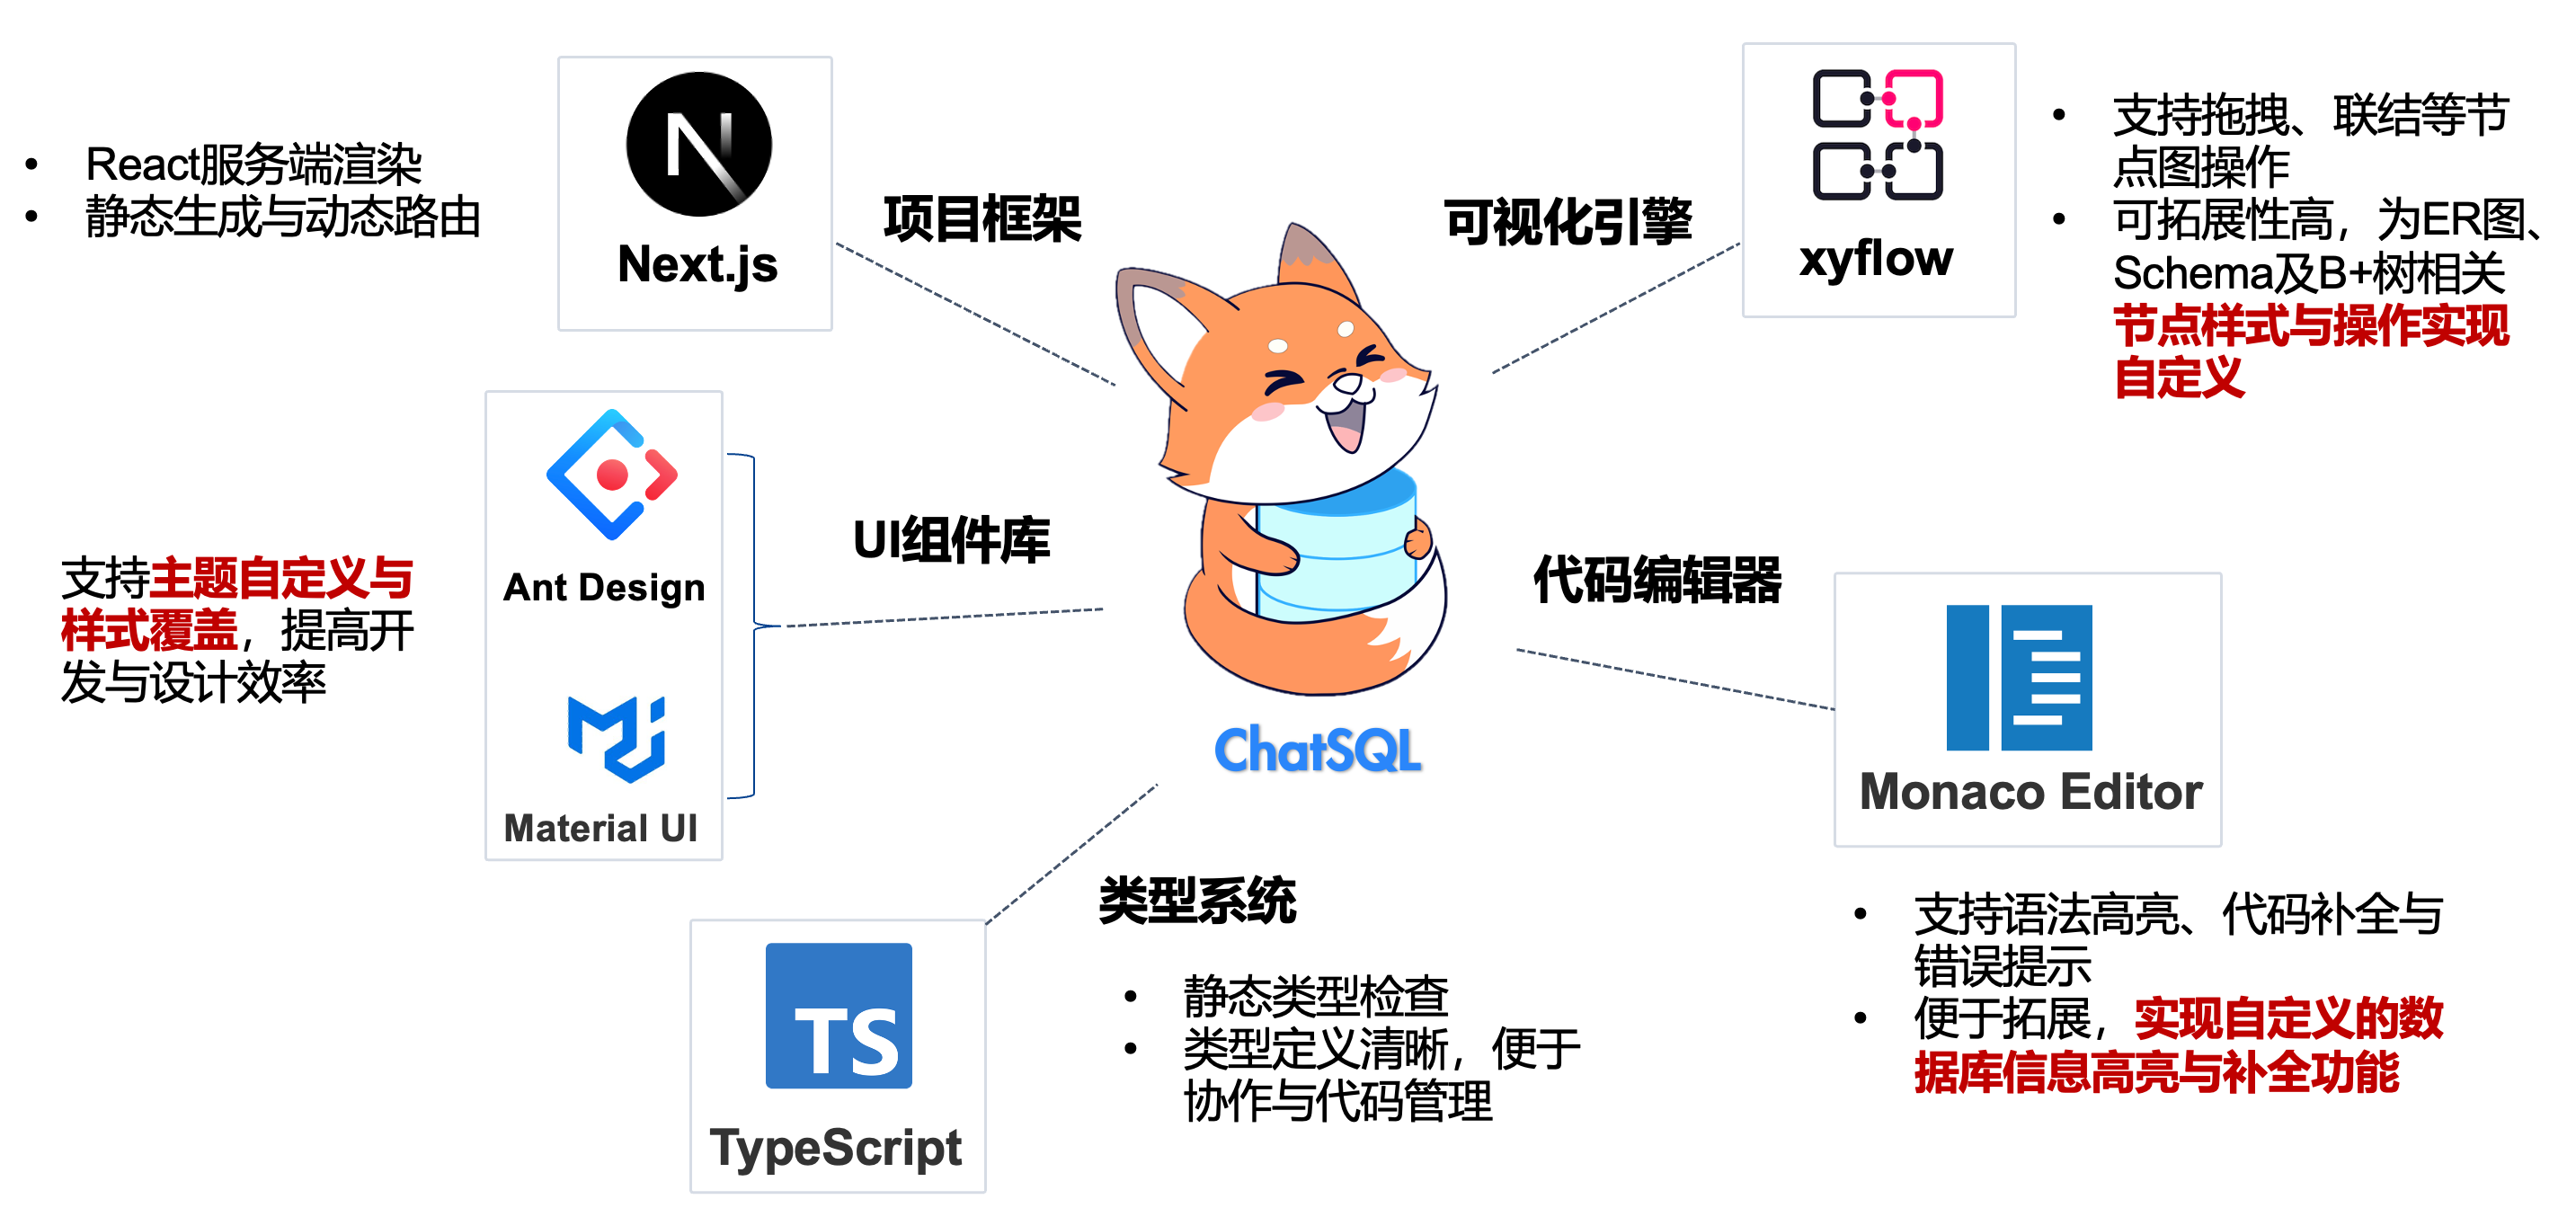 Next.js
• React服务端渲染
• 静态生成与动态路由
项目框架
可视化引擎
xyflow
• 支持拖拽、联结等节
点图操作
• 可拓展性高，为ER图、
Schema及B+树相关
节点样式与操作实现
自定义
Ant Design
Material UI
支持主题自定义与
样式覆盖，提高开
发与设计效率
UI组件库
ChatSQL
代码编辑器
Monaco Editor
• 支持语法高亮、代码补全与
错误提示
• 便于拓展，实现自定义的数
据库信息高亮与补全功能
TS
TypeScript
类型系统
• 静态类型检查
• 类型定义清晰，便于
协作与代码管理